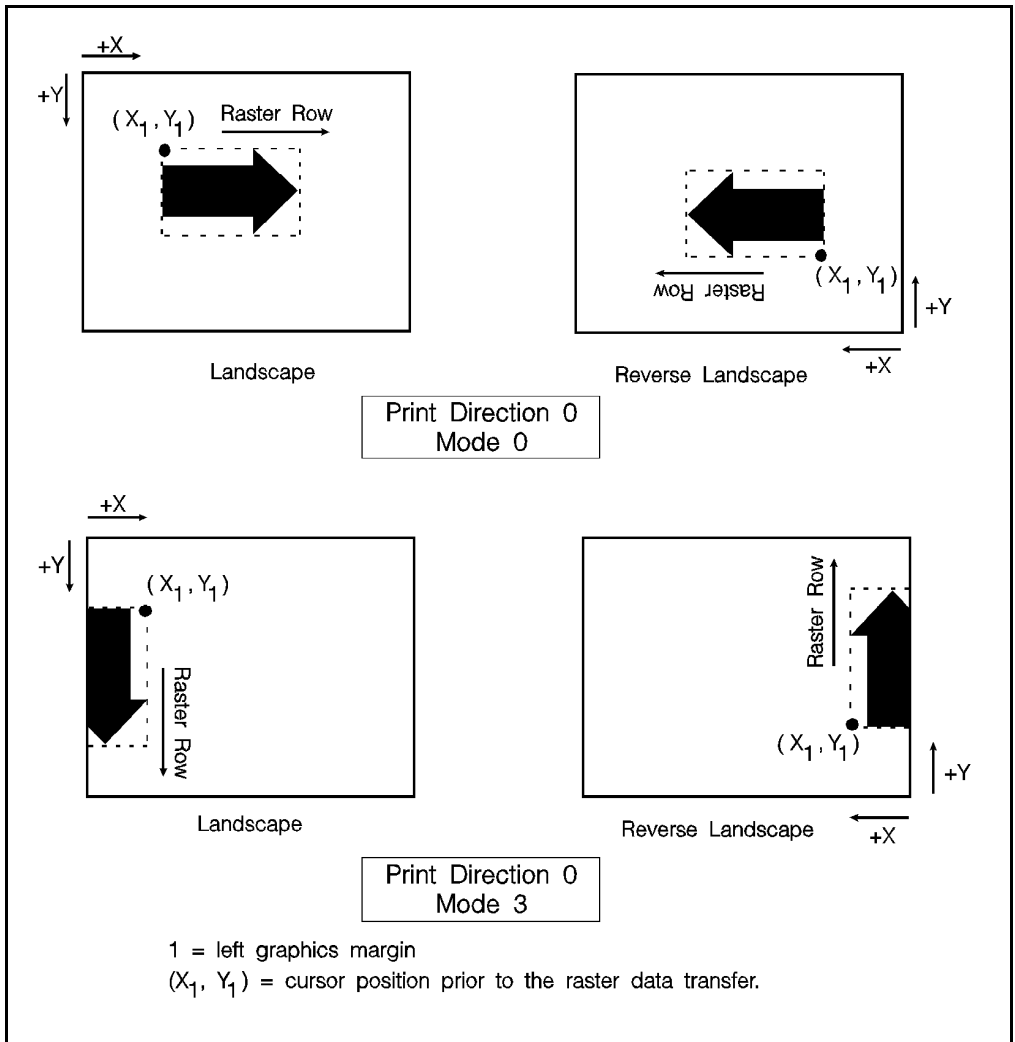 +X
+Y
(X1, Y1)
Raster Row
Landscape
Raster Row
(X1, Y1)
+Y
+X
Reverse Landscape
Print Direction 0
Mode 0
+X
+Y
(X1, Y1)
Raster Row
Landscape
Raster Row
(X1, Y1)
+Y
+X
Reverse Landscape
Print Direction 0
Mode 3
1 = left graphics margin
(X1, Y1) = cursor position prior to the raster data transfer.